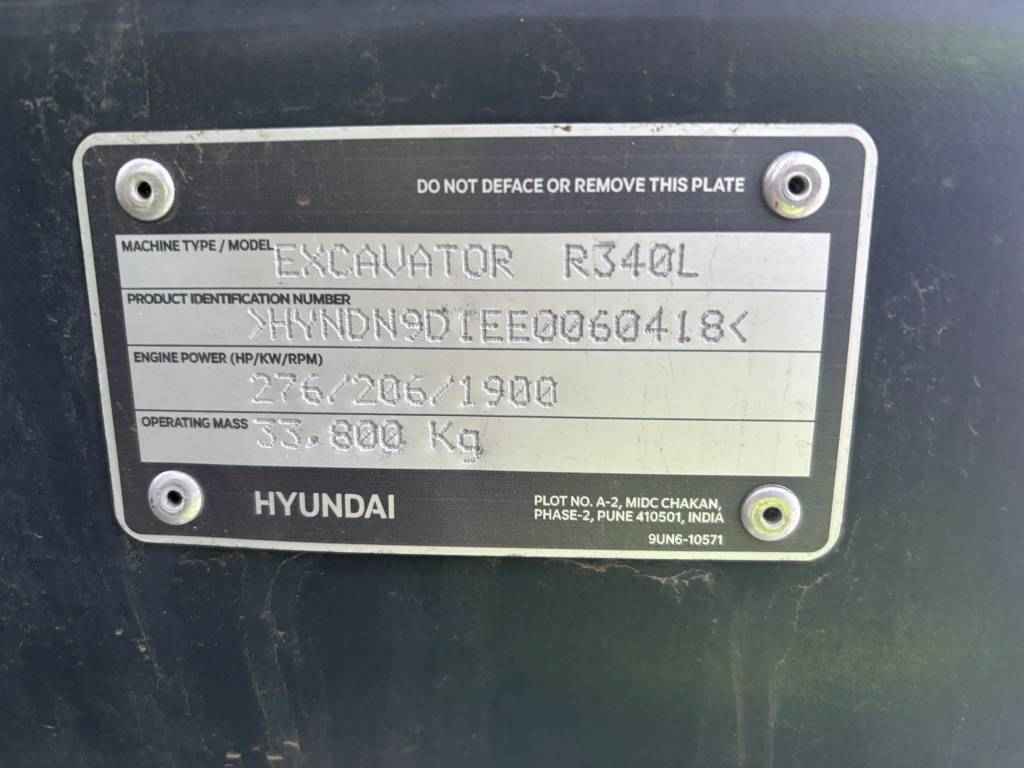 DO NOT DEFACE OR REMOVE THIS PLATE
MACHINE TYPE / MODEL EXCAVATOR R340L
PRODUCT IDENTIFICATION NUMBER
>HYNDN9D1EE0060418<
ENGINE POWER (HP/KW/RPM)
276/206/1900
OPERATING MASS 33.800 Kg
HYUNDAI
PLOT NO. A-2, MIDC CHAKAN,
PHASE-2, PUNE 410501, INDIA
9UN6-10571